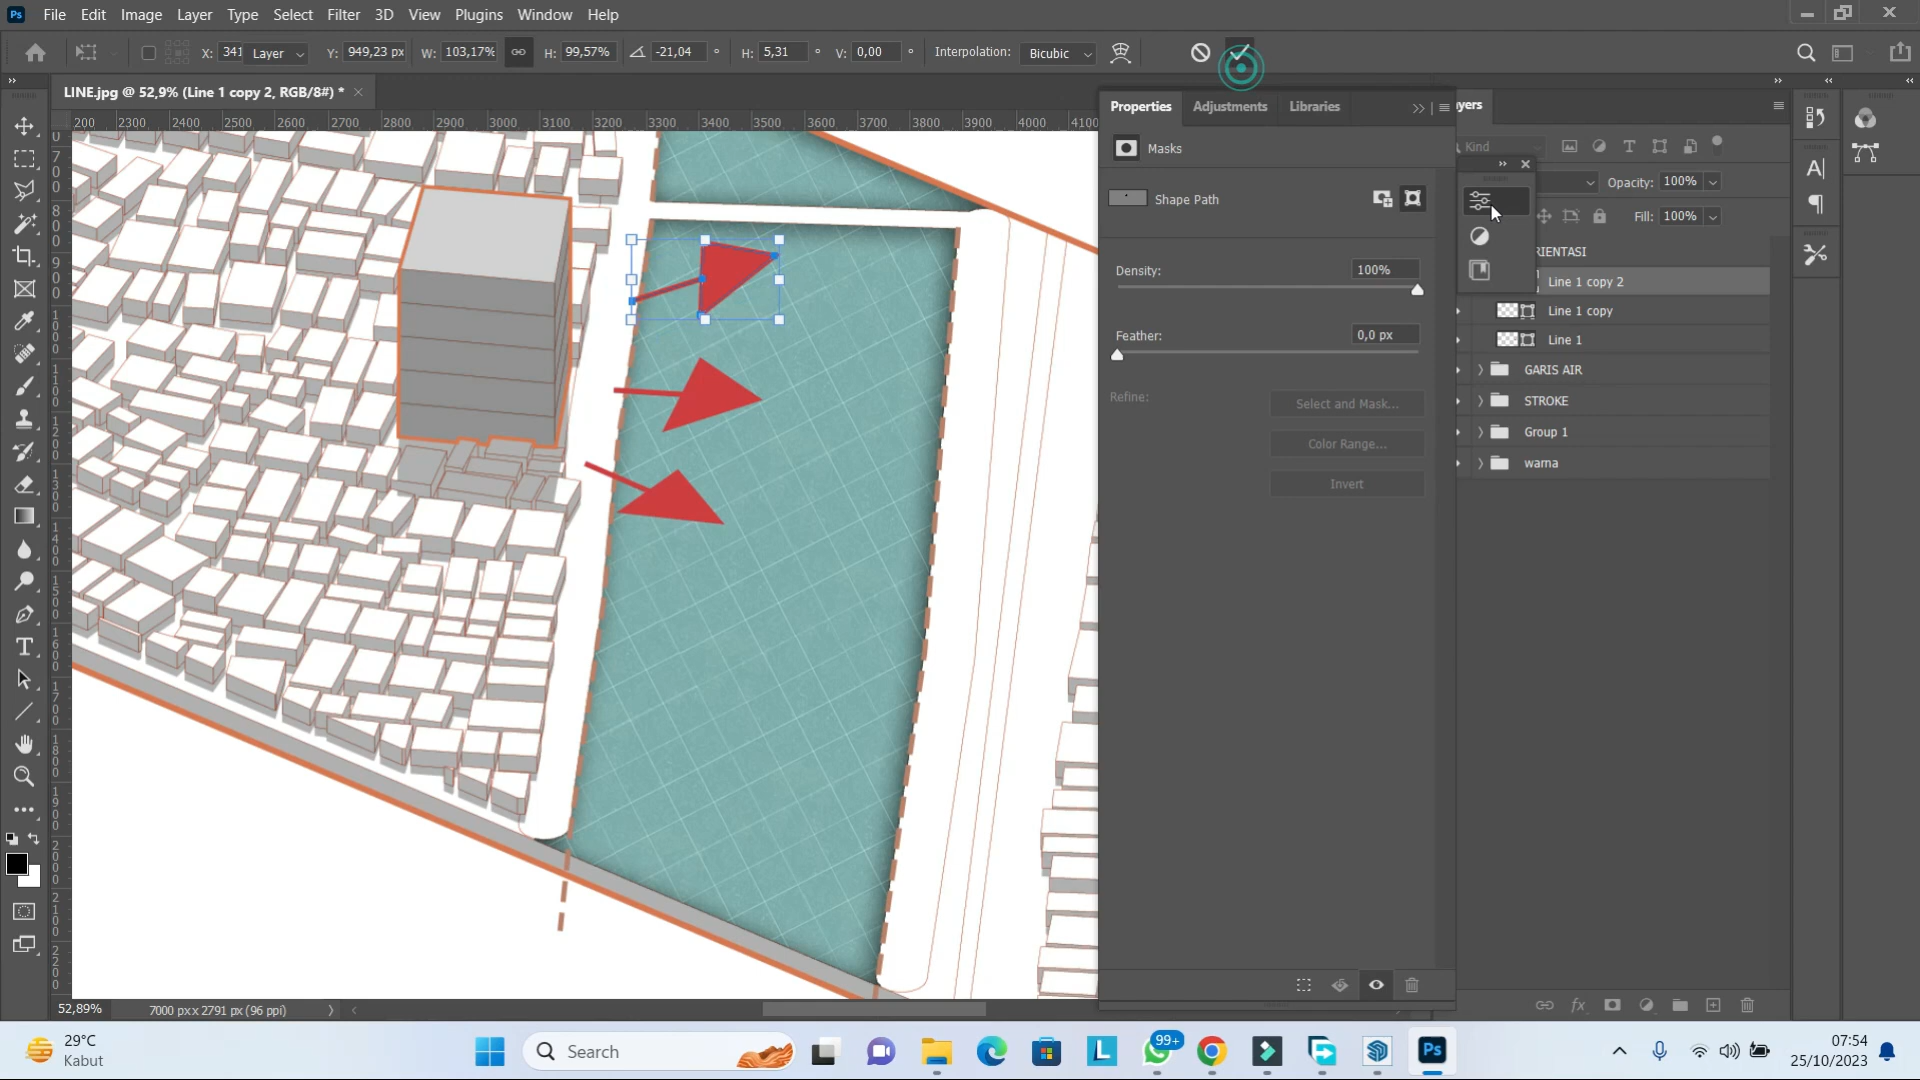 Ps File Edit Image Layer Type Select Filter 3D View Plugins Window Help
X: 341 Layer Y: 949,23 px W: 103,17% H: 99,57% -21,04 ° H: 5,31 ° V: 0,00 ° Interpolation: Bicubic
LINE.jpg @ 52,9% (Line 1 copy 2, RGB/8#) *
200 2300 2400 2500 2600 2700 2800 2900 3000 3100 3200 3300 3400 3500 3600 3700 3800 3900 4000 4100
Properties Adjustments Libraries
Masks
Shape Path
Density: 100%
Feather: 0,0 px
Refine:
Select and Mask...
Color Range...
Invert
yers
Kind
Opacity: 100%
Fill: 100%
RIENTASI
Line 1 copy 2
Line 1 copy
Line 1
GARIS AIR
STROKE
Group 1
warna
52,89% 7000 px x 2791 px (96 ppi)
29°C
Kabut
Search
99+
Ps
07:54
25/10/2023